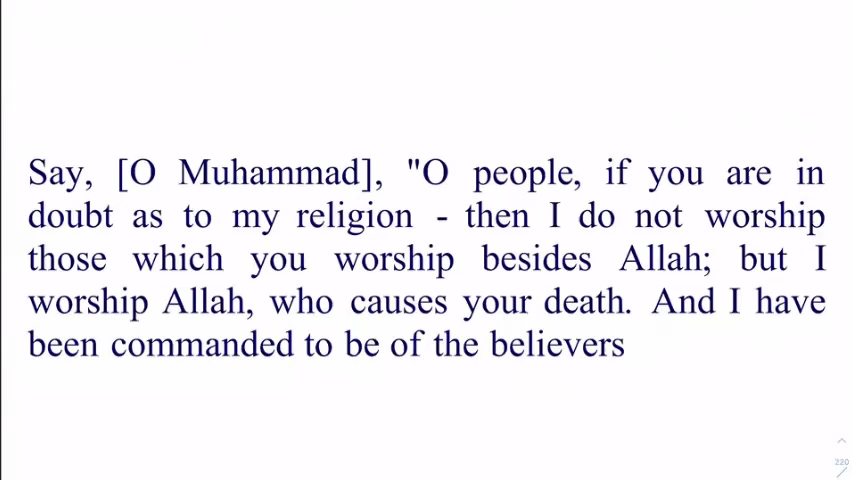 Say, [O Muhammad], "O people, if you are in
doubt as to my religion - then I do not worship
those which you worship besides Allah; but I
worship Allah, who causes your death. And I have
been commanded to be of the believers
220